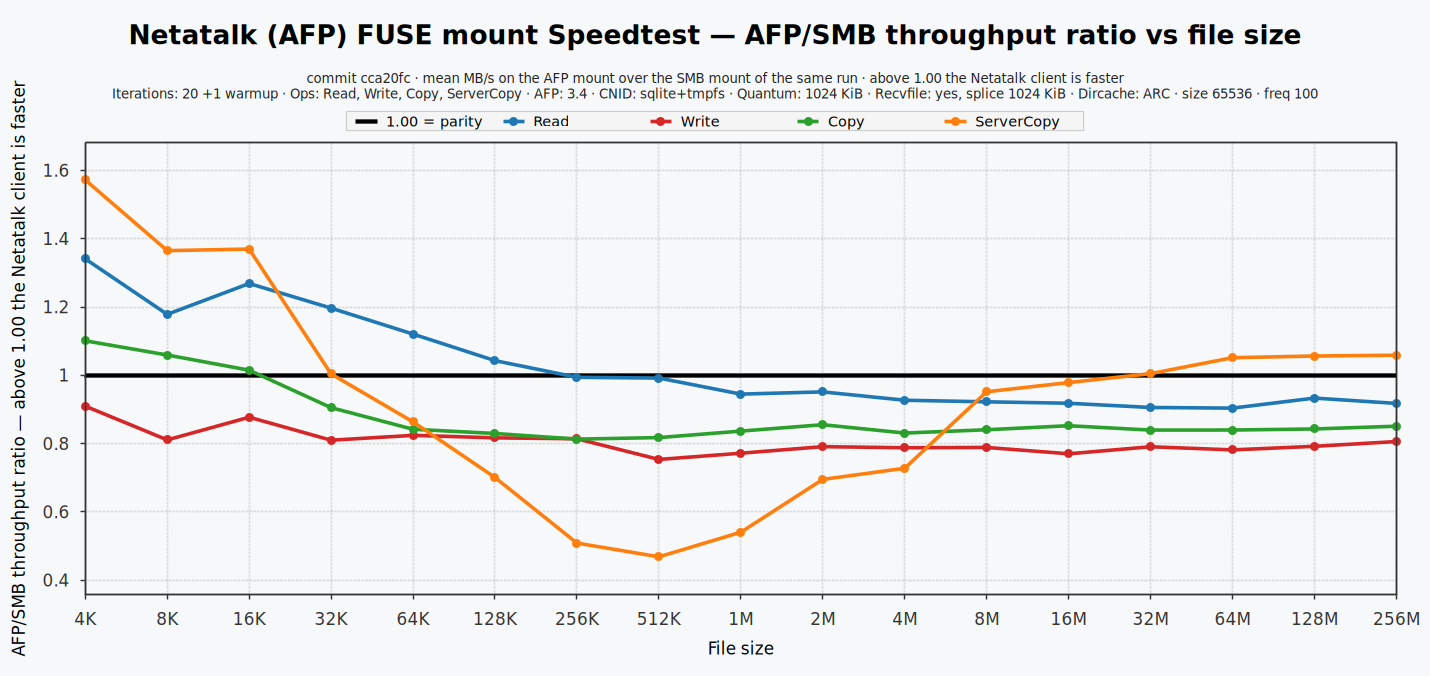 Netatalk (AFP) FUSE mount Speedtest — AFP/SMB throughput ratio vs file size
commit cca20fc · mean MB/s on the AFP mount over the SMB mount of the same run · above 1.00 the Netatalk client is faster
Iterations: 20 +1 warmup · Ops: Read, Write, Copy, ServerCopy · AFP: 3.4 · CNID: sqlite+tmpfs · Quantum: 1024 KiB · Recvfile: yes, splice 1024 KiB · Dircache: ARC · size 65536 · freq 100
1.00 = parity Read Write Copy ServerCopy
AFP/SMB throughput ratio — above 1.00 the Netatalk client is faster
1.6
1.4
1.2
1
0.8
0.6
0.4
4K 8K 16K 32K 64K 128K 256K 512K 1M 2M 4M 8M 16M 32M 64M 128M 256M
File size